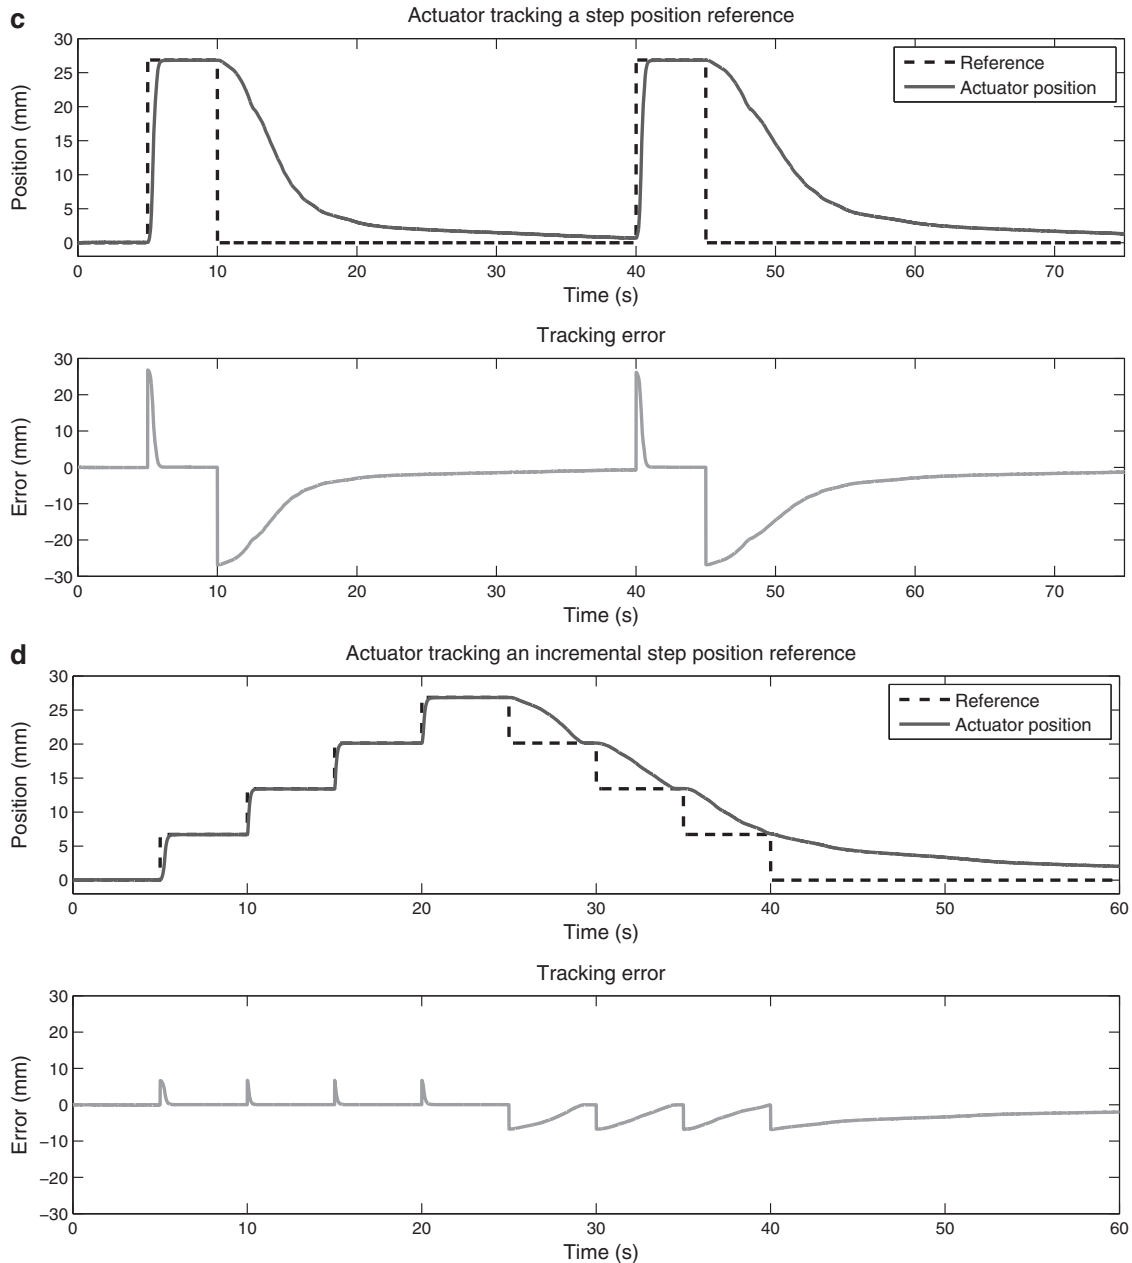 c
Actuator tracking a step position reference
30
25
20
15
10
5
0
Position (mm)
Reference
Actuator position
0 10 20 30 40 50 60 70
Time (s)
Tracking error
30
20
10
0
−10
−20
−30
Error (mm)
0 10 20 30 40 50 60 70
Time (s)
d
Actuator tracking an incremental step position reference
30
25
20
15
10
5
0
Position (mm)
Reference
Actuator position
0 10 20 30 40 50 60
Time (s)
Tracking error
30
20
10
0
−10
−20
−30
Error (mm)
0 10 20 30 40 50 60
Time (s)